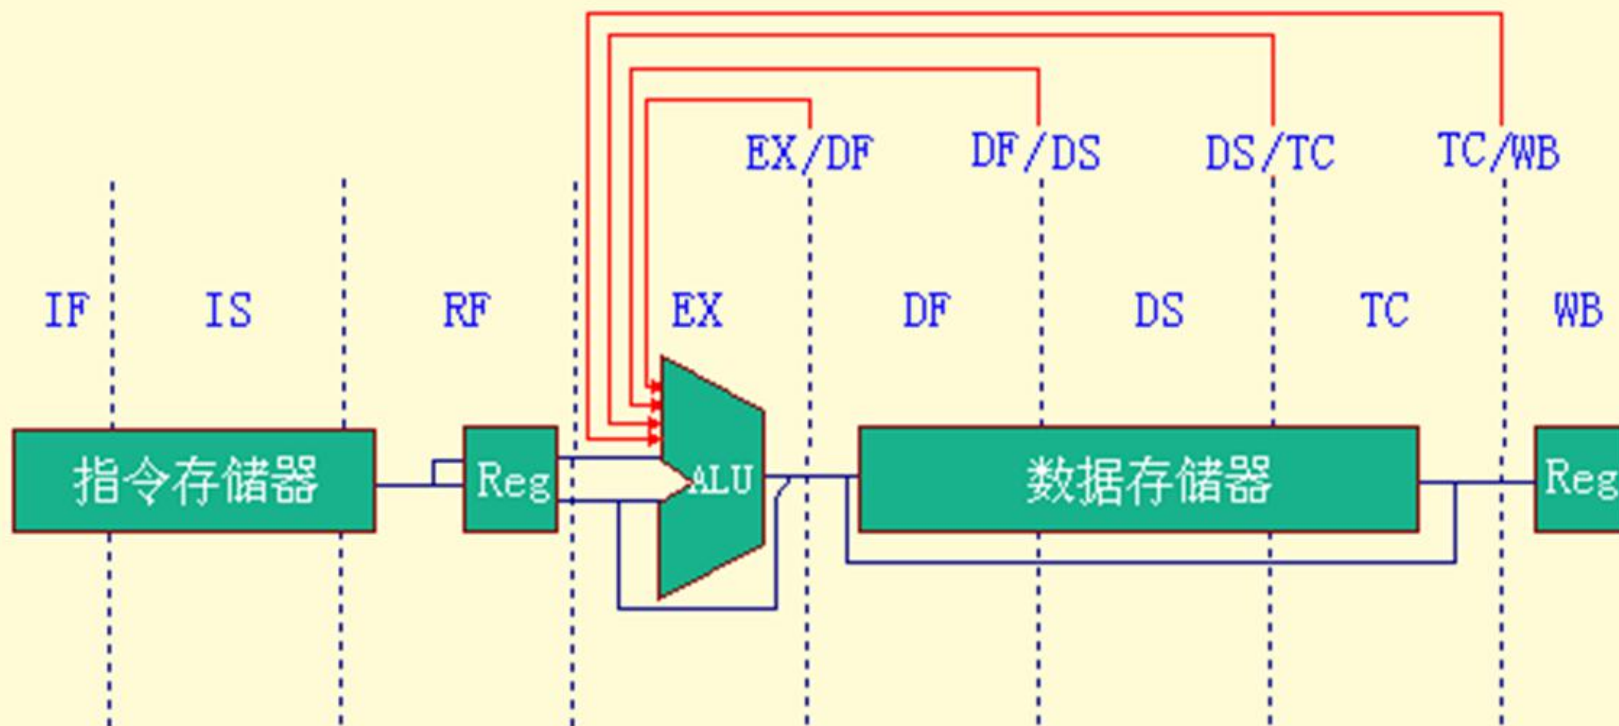 EX/DF DF/DS DS/TC TC/WB
IF IS RF EX DF DS TC WB
指令存储器 Reg ALU 数据存储器 Reg